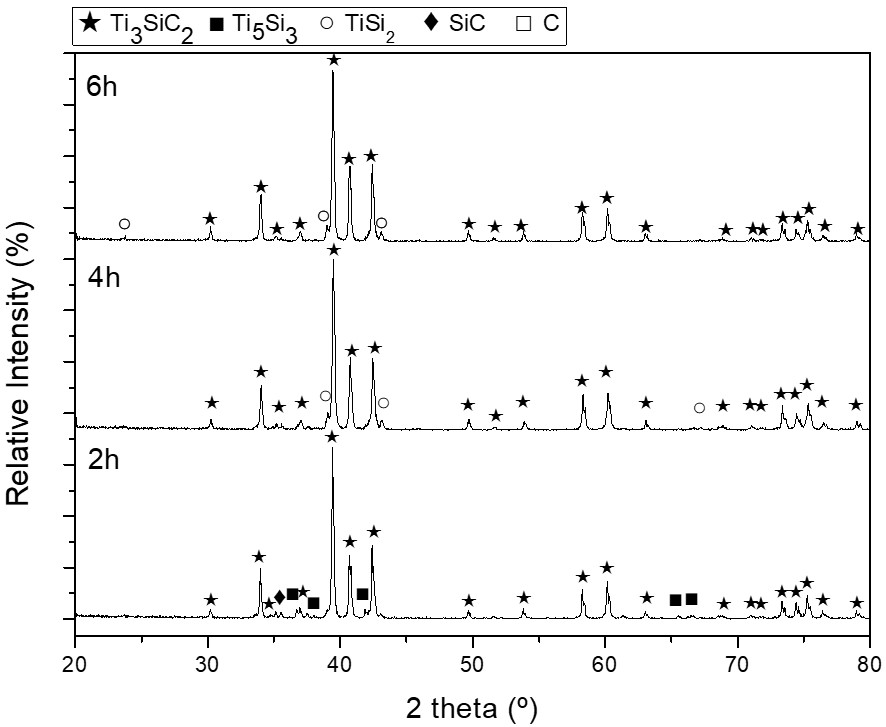 ★ Ti3SiC2 ■ Ti5Si3 ○ TiSi2 ♦ SiC □ C
6h
4h
2h
Relative Intensity (%)
20 30 40 50 60 70 80
2 theta (º)